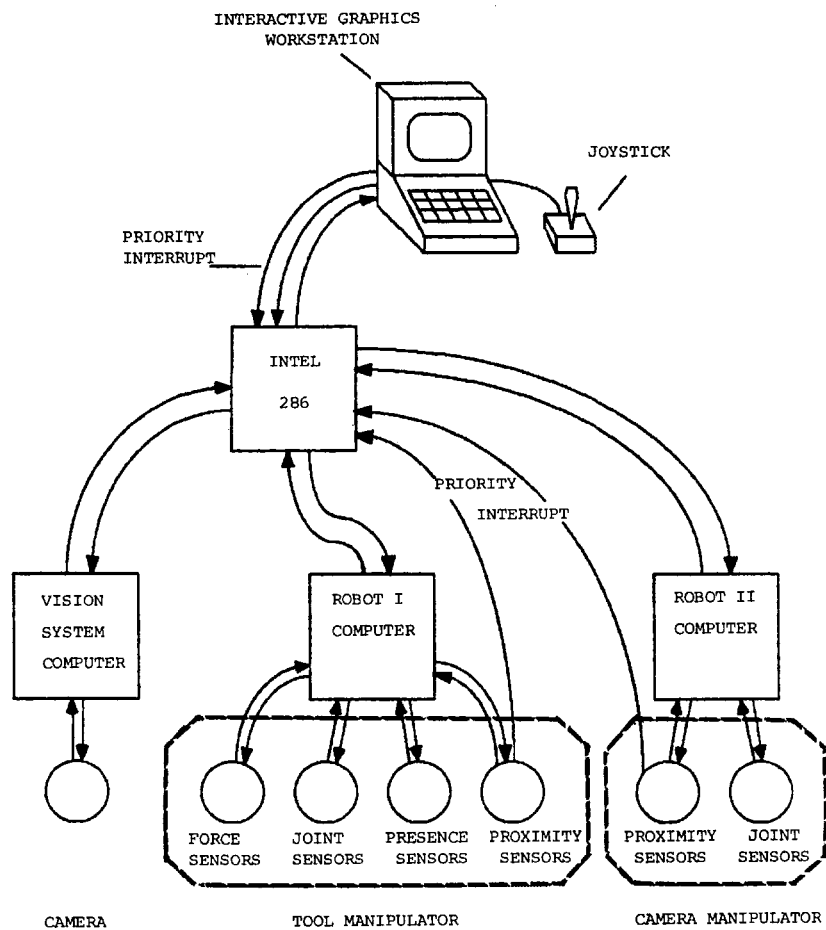 INTERACTIVE GRAPHICS
WORKSTATION
JOYSTICK
PRIORITY
INTERRUPT
INTEL
286
PRIORITY
INTERRUPT
VISION
SYSTEM
COMPUTER
ROBOT I
COMPUTER
ROBOT II
COMPUTER
FORCE
SENSORS
JOINT
SENSORS
PRESENCE
SENSORS
PROXIMITY
SENSORS
PROXIMITY
SENSORS
JOINT
SENSORS
CAMERA
TOOL MANIPULATOR
CAMERA MANIPULATOR